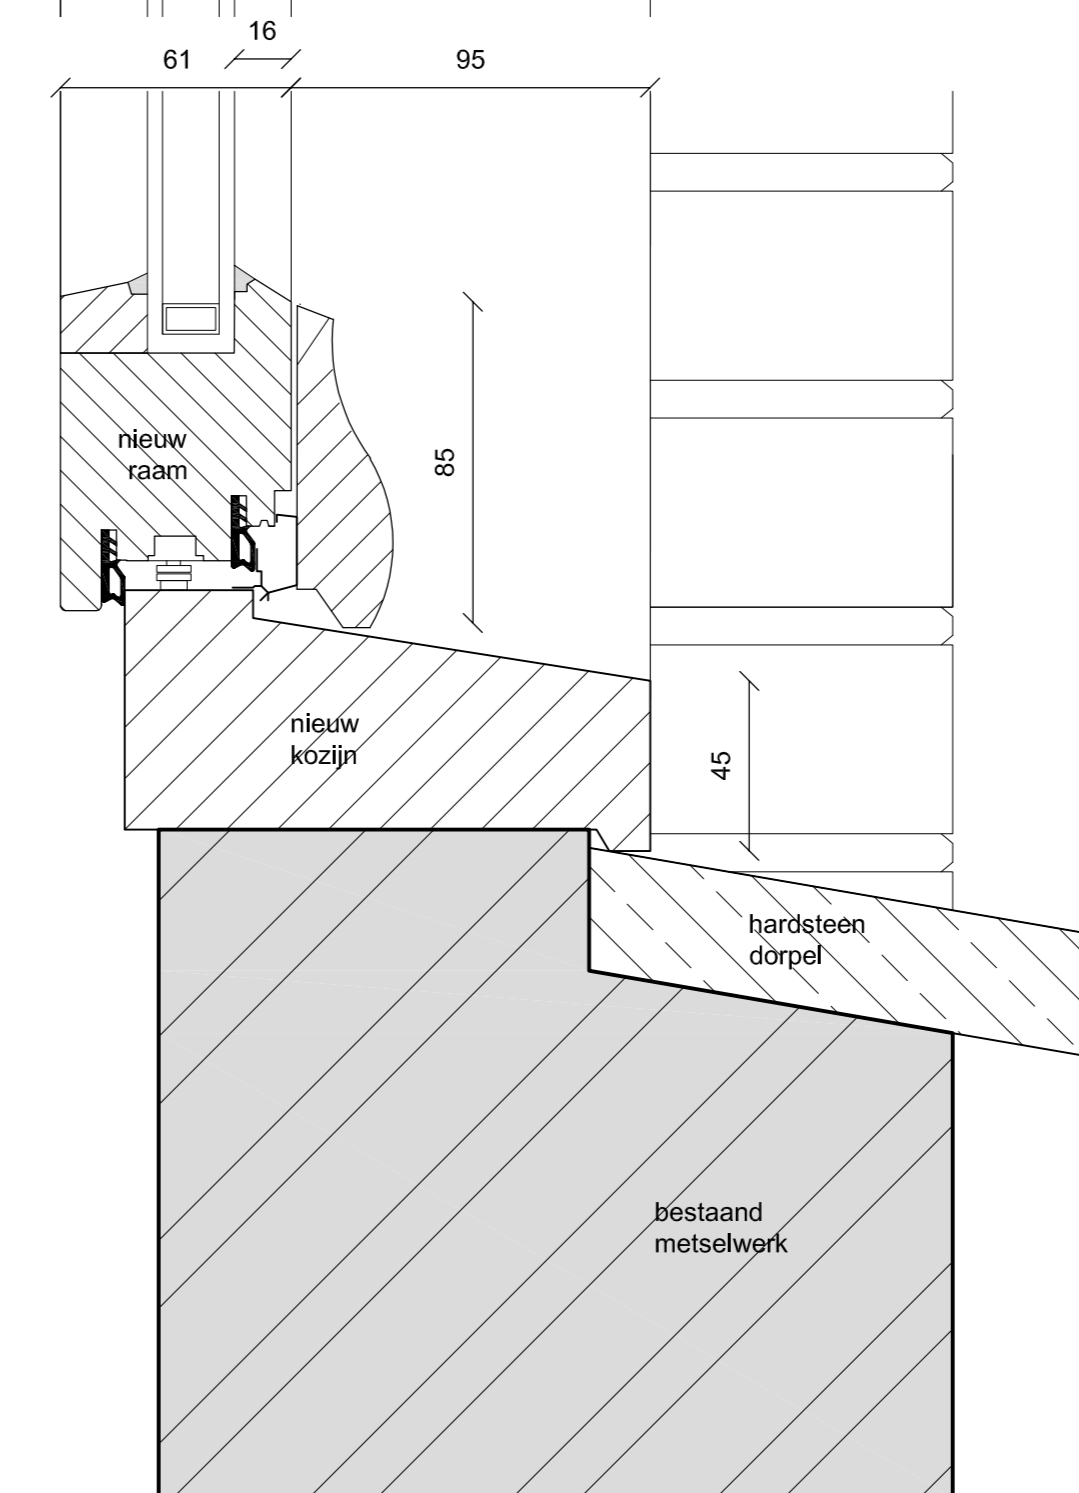 16
61
95
nieuw
raam
85
nieuw
kozijn
45
hardsteen
dorpel
bestaand
metselwerk